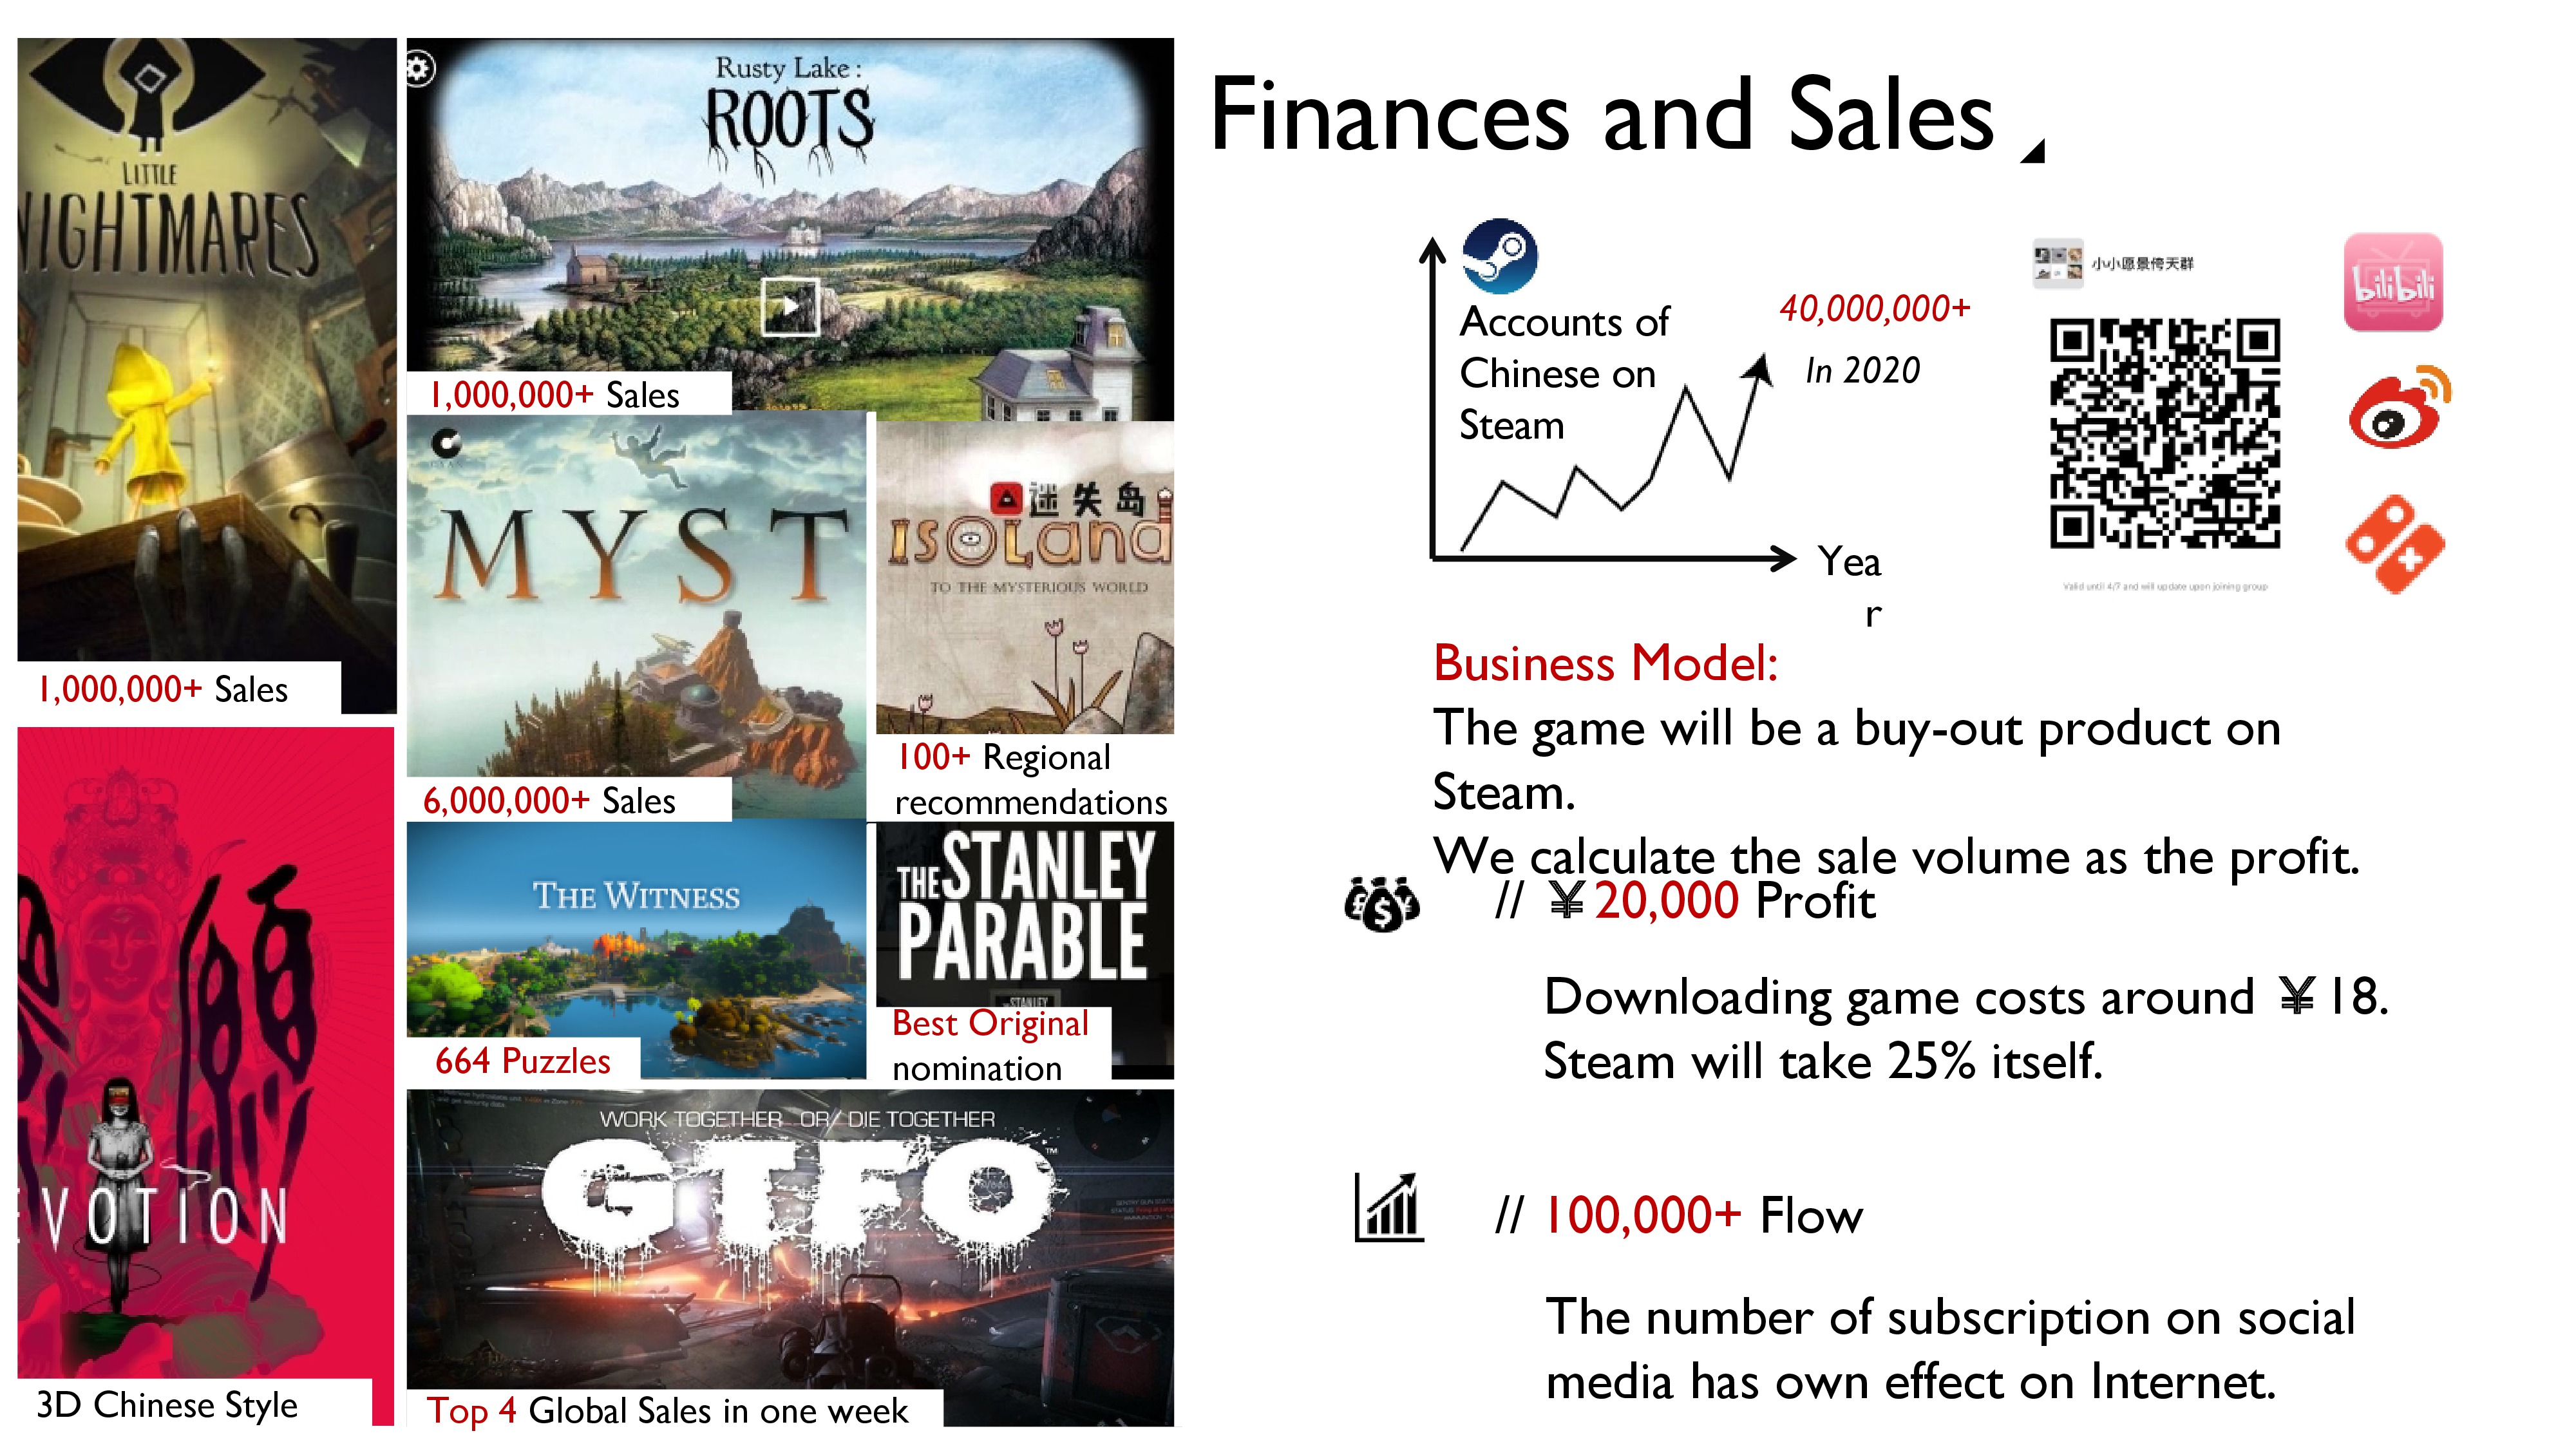 LITTLE
NIGHTMARES
1,000,000+ Sales
Rusty Lake :
ROOTS
1,000,000+ Sales
MYST
6,000,000+ Sales
迷失岛
ISOLand
TO THE MYSTERIOUS WORLD
100+ Regional
recommendations
THE WITNESS
664 Puzzles
THE STANLEY
PARABLE
Best Original
nomination
願
EVOTION
3D Chinese Style
WORK TOGETHER OR/ DIE TOGETHER
GTFO™
Top 4 Global Sales in one week
Finances and Sales
Accounts of
Chinese on
Steam
40,000,000+
In 2020
Yea
r
小小愿景侉天群
Valid until 4/7 and will update upon joining group
bilibili
Business Model:
The game will be a buy-out product on
Steam.
We calculate the sale volume as the profit.
// ￥20,000 Profit
Downloading game costs around ￥18.
Steam will take 25% itself.
// 100,000+ Flow
The number of subscription on social
media has own effect on Internet.